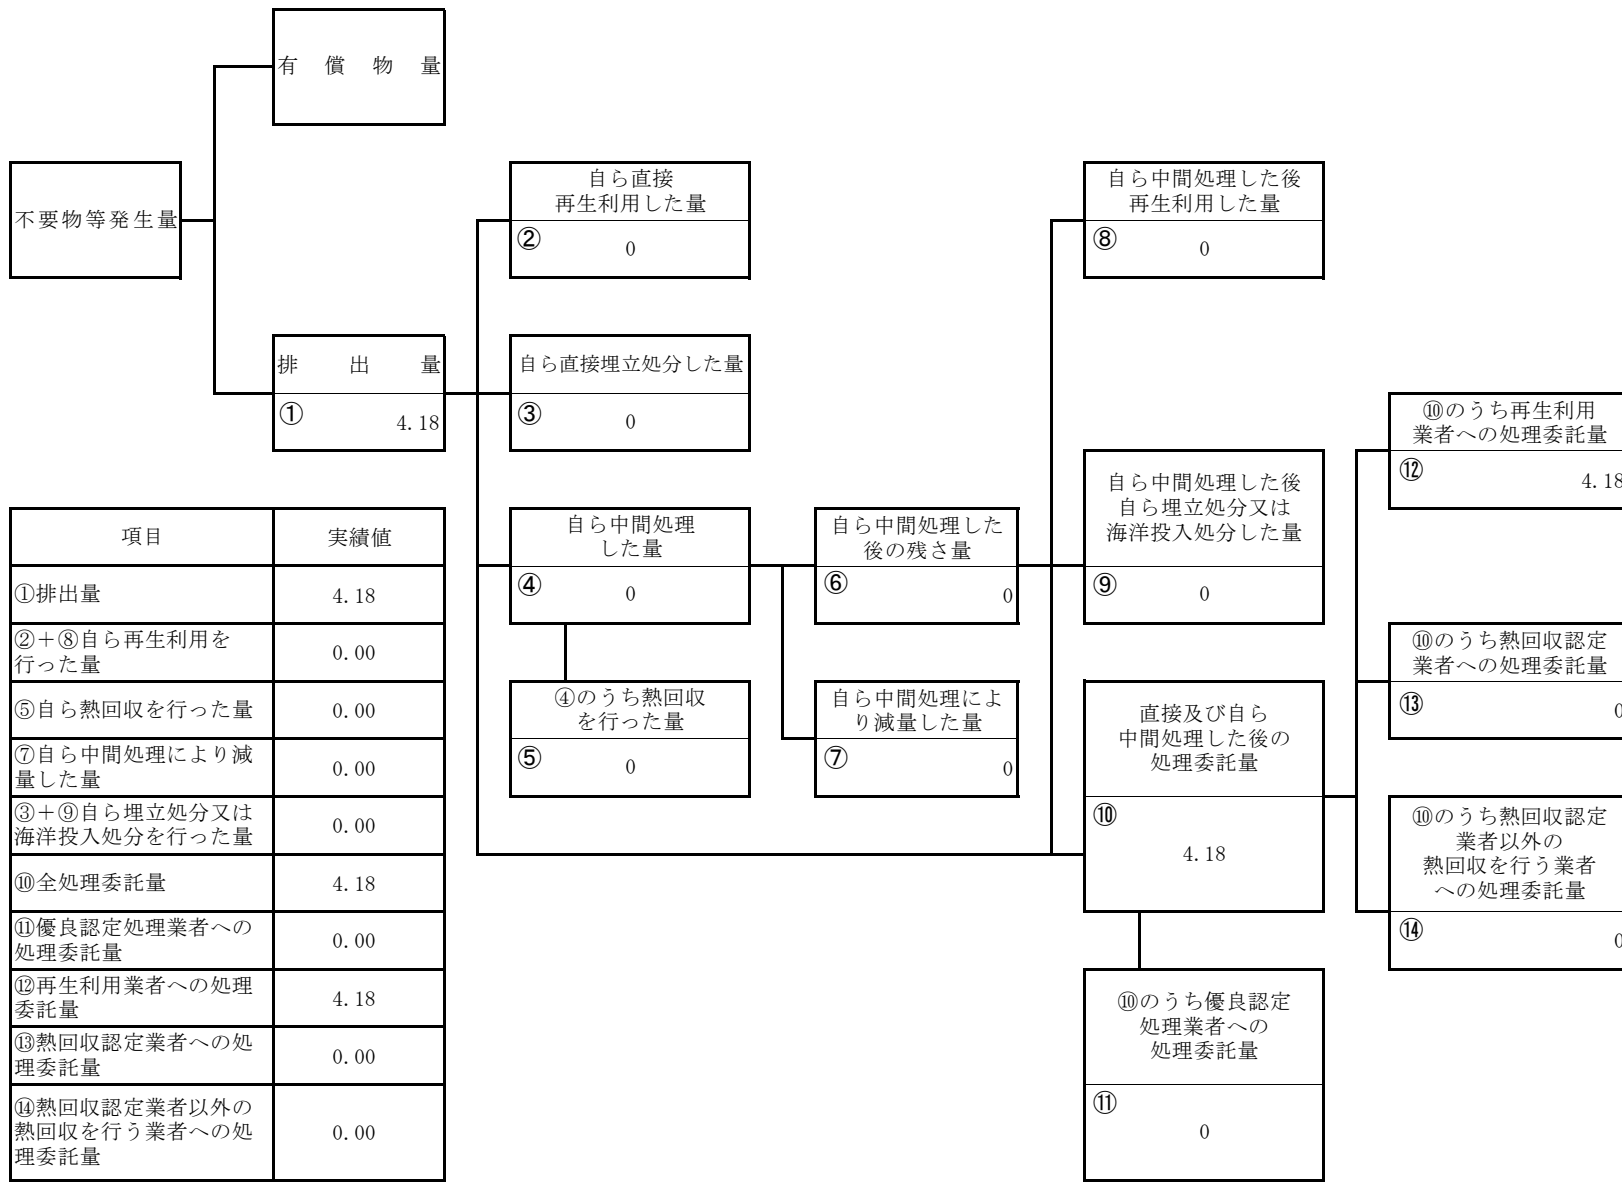 有償物量
不要物等発生量
排出量
①
4.18
自ら直接
再生利用した量
②
0
自ら直接埋立処分した量
③
0
自ら中間処理
した量
④
0
④のうち熱回収
を行った量
⑤
0
自ら中間処理した
後の残さ量
⑥
0
自ら中間処理によ
り減量した量
⑦
0
自ら中間処理した後
再生利用した量
⑧
0
自ら中間処理した後
自ら埋立処分又は
海洋投入処分した量
⑨
0
直接及び自ら
中間処理した後の
処理委託量
⑩
4.18
⑩のうち優良認定
処理業者への
処理委託量
⑪
0
⑩のうち再生利用
業者への処理委託量
⑫
4.18
⑩のうち熱回収認定
業者への処理委託量
⑬
0
⑩のうち熱回収認定
業者以外の
熱回収を行う業者
への処理委託量
⑭
0
項目 実績値
①排出量 4.18
②+⑧自ら再生利用を
行った量 0.00
⑤自ら熱回収を行った量 0.00
⑦自ら中間処理により減
量した量 0.00
③+⑨自ら埋立処分又は
海洋投入処分を行った量 0.00
⑩全処理委託量 4.18
⑪優良認定処理業者への
処理委託量 0.00
⑫再生利用業者への処理
委託量 4.18
⑬熱回収認定業者への処
理委託量 0.00
⑭熱回収認定業者以外の
熱回収を行う業者への処
理委託量 0.00